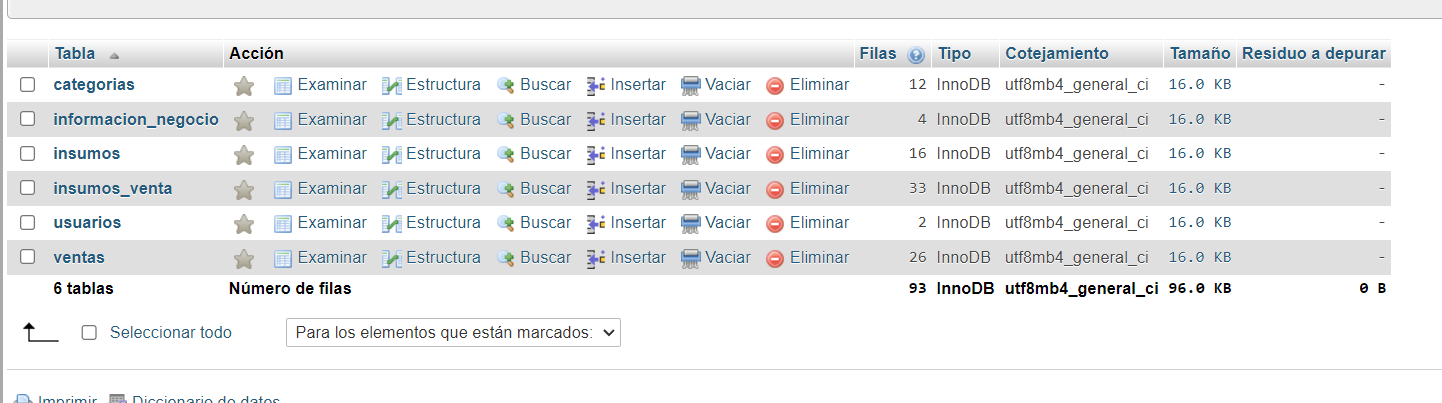 Tabla Acción Filas Tipo Cotejamiento Tamaño Residuo a depurar
categorias Examinar Estructura Buscar Insertar Vaciar Eliminar 12 InnoDB utf8mb4_general_ci 16.0 KB -
informacion_negocio Examinar Estructura Buscar Insertar Vaciar Eliminar 4 InnoDB utf8mb4_general_ci 16.0 KB -
insumos Examinar Estructura Buscar Insertar Vaciar Eliminar 16 InnoDB utf8mb4_general_ci 16.0 KB -
insumos_venta Examinar Estructura Buscar Insertar Vaciar Eliminar 33 InnoDB utf8mb4_general_ci 16.0 KB -
usuarios Examinar Estructura Buscar Insertar Vaciar Eliminar 2 InnoDB utf8mb4_general_ci 16.0 KB -
ventas Examinar Estructura Buscar Insertar Vaciar Eliminar 26 InnoDB utf8mb4_general_ci 16.0 KB -
6 tablas Número de filas 93 InnoDB utf8mb4_general_ci 96.0 KB 0 B
Seleccionar todo Para los elementos que están marcados:
Imprimir Diccionario de datos